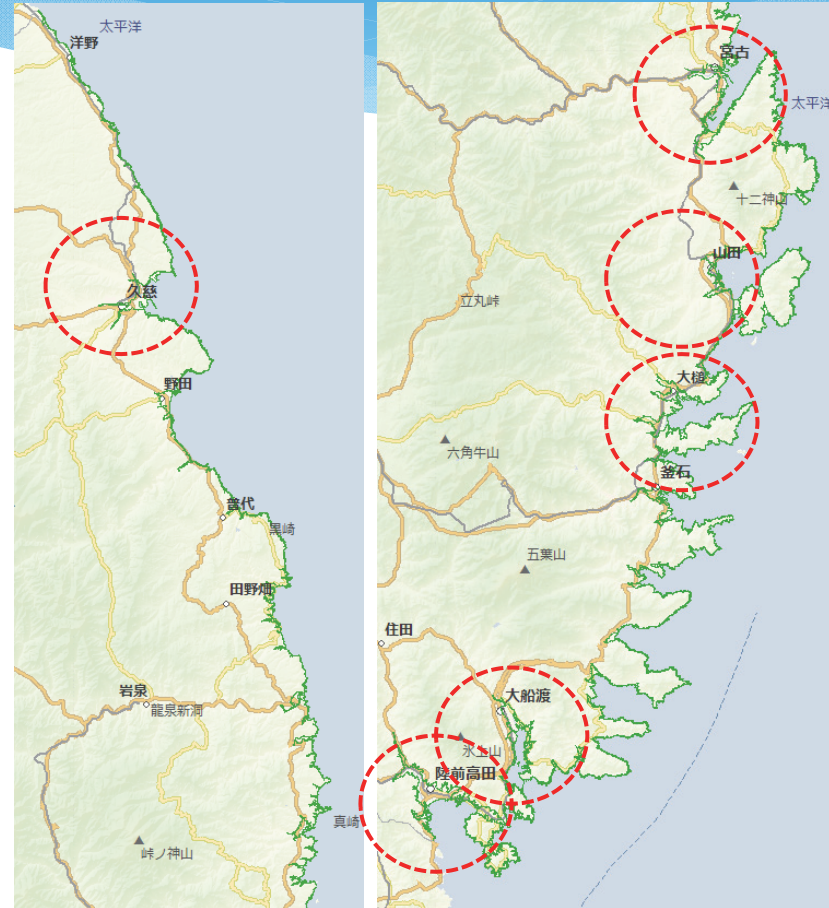 太平洋
洋野
久慈
野田
普代
黒崎
田野畑
岩泉
龍泉新洞
真崎
峠ノ神山
宮古
太平洋
十二神山
山田
立丸峠
大槌
六角牛山
釜石
五葉山
住田
大船渡
氷上山
陸前高田